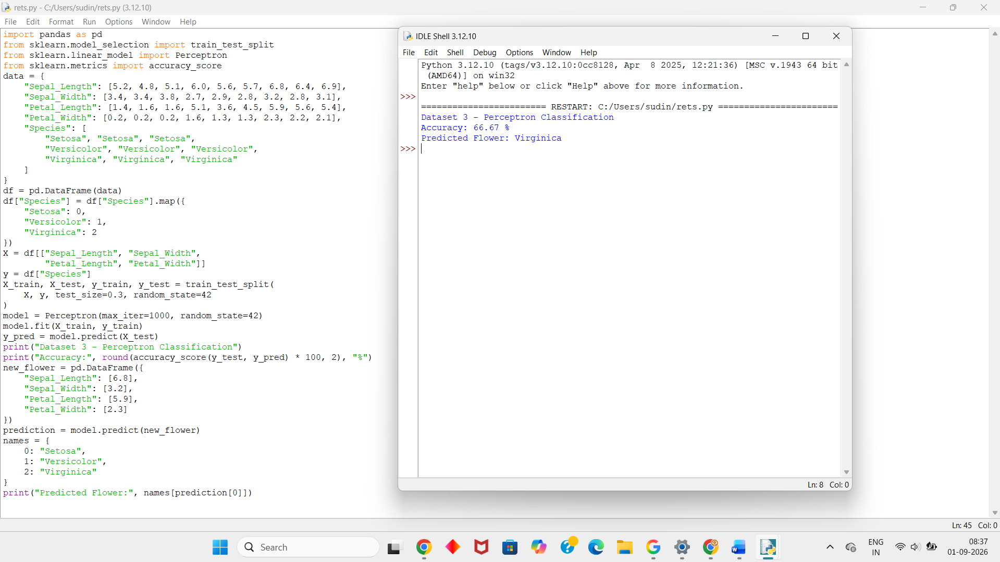 rets.py - C:/Users/sudin/rets.py (3.12.10)
File Edit Format Run Options Window Help
import pandas as pd
from sklearn.model_selection import train_test_split
from sklearn.linear_model import Perceptron
from sklearn.metrics import accuracy_score
data = {
    "Sepal_Length": [5.2, 4.8, 5.1, 6.0, 5.6, 5.7, 6.8, 6.4, 6.9],
    "Sepal_Width": [3.4, 3.4, 3.8, 2.7, 2.9, 2.8, 3.2, 2.8, 3.1],
    "Petal_Length": [1.4, 1.6, 1.6, 5.1, 3.6, 4.5, 5.9, 5.6, 5.4],
    "Petal_Width": [0.2, 0.2, 0.2, 1.6, 1.3, 1.3, 2.3, 2.2, 2.1],
    "Species": [
        "Setosa", "Setosa", "Setosa",
        "Versicolor", "Versicolor", "Versicolor",
        "Virginica", "Virginica", "Virginica"
    ]
}
df = pd.DataFrame(data)
df["Species"] = df["Species"].map({
    "Setosa": 0,
    "Versicolor": 1,
    "Virginica": 2
})
X = df[["Sepal_Length", "Sepal_Width",
        "Petal_Length", "Petal_Width"]]
y = df["Species"]
X_train, X_test, y_train, y_test = train_test_split(
    X, y, test_size=0.3, random_state=42
)
model = Perceptron(max_iter=1000, random_state=42)
model.fit(X_train, y_train)
y_pred = model.predict(X_test)
print("Dataset 3 - Perceptron Classification")
print("Accuracy:", round(accuracy_score(y_test, y_pred) * 100, 2), "%")
new_flower = pd.DataFrame({
    "Sepal_Length": [6.8],
    "Sepal_Width": [3.2],
    "Petal_Length": [5.9],
    "Petal_Width": [2.3]
})
prediction = model.predict(new_flower)
names = {
    0: "Setosa",
    1: "Versicolor",
    2: "Virginica"
}
print("Predicted Flower:", names[prediction[0]])
Ln: 45 Col: 0
IDLE Shell 3.12.10
File Edit Shell Debug Options Window Help
Python 3.12.10 (tags/v3.12.10:0cc8128, Apr  8 2025, 12:21:36) [MSC v.1943 64 bit
 (AMD64)] on win32
Enter "help" below or click "Help" above for more information.
>>>
======================== RESTART: C:/Users/sudin/rets.py =======================
Dataset 3 - Perceptron Classification
Accuracy: 66.67 %
Predicted Flower: Virginica
>>>
Ln: 8 Col: 0
Search
ENG
IN
08:37
01-09-2026